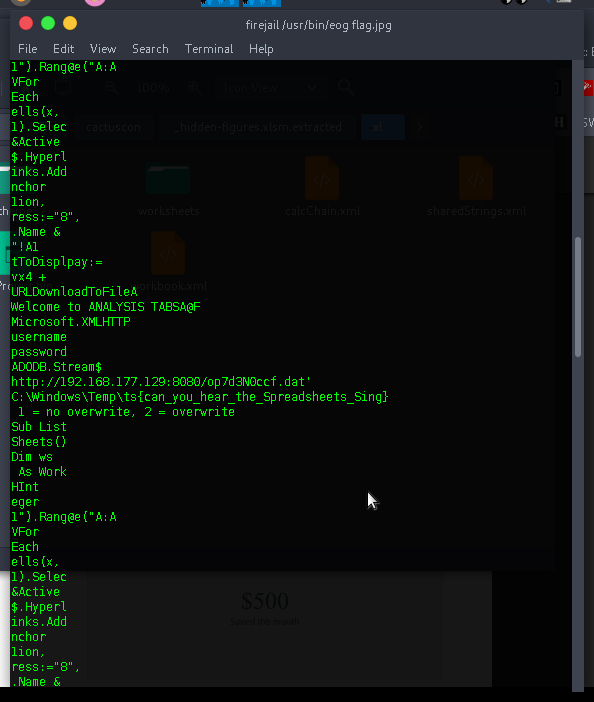 firejail /usr/bin/eog flag.jpg
File Edit View Search Terminal Help
1").Rang@e("A:A
VFor
Each
ells(x,
1).Selec
&Active
$.Hyperl
inks.Add
nchor
lion,
ress:="8",
.Name &
"!A1
tToDisplpay:=
vx4 +
URLDownloadToFileA
Welcome to ANALYSIS TABSA@F
Microsoft.XMLHTTP
username
password
ADODB.Stream$
http://192.168.177.129:8080/op7d3N0ccf.dat'
C:\Windows\Temp\ts{can_you_hear_the_Spreadsheets_Sing}
1 = no overwrite, 2 = overwrite
Sub List
Sheets()
Dim ws
As Work
HInt
eger
1").Rang@e("A:A
VFor
Each
ells(x,
1).Selec
&Active
$.Hyperl
inks.Add
nchor
lion,
ress:="8",
.Name &
100% Icon View
cactuscon _hidden-figures.xlsm.extracted xl
worksheets calcChain.xml sharedStrings.xml
workbook.xml
$500
Saved this month